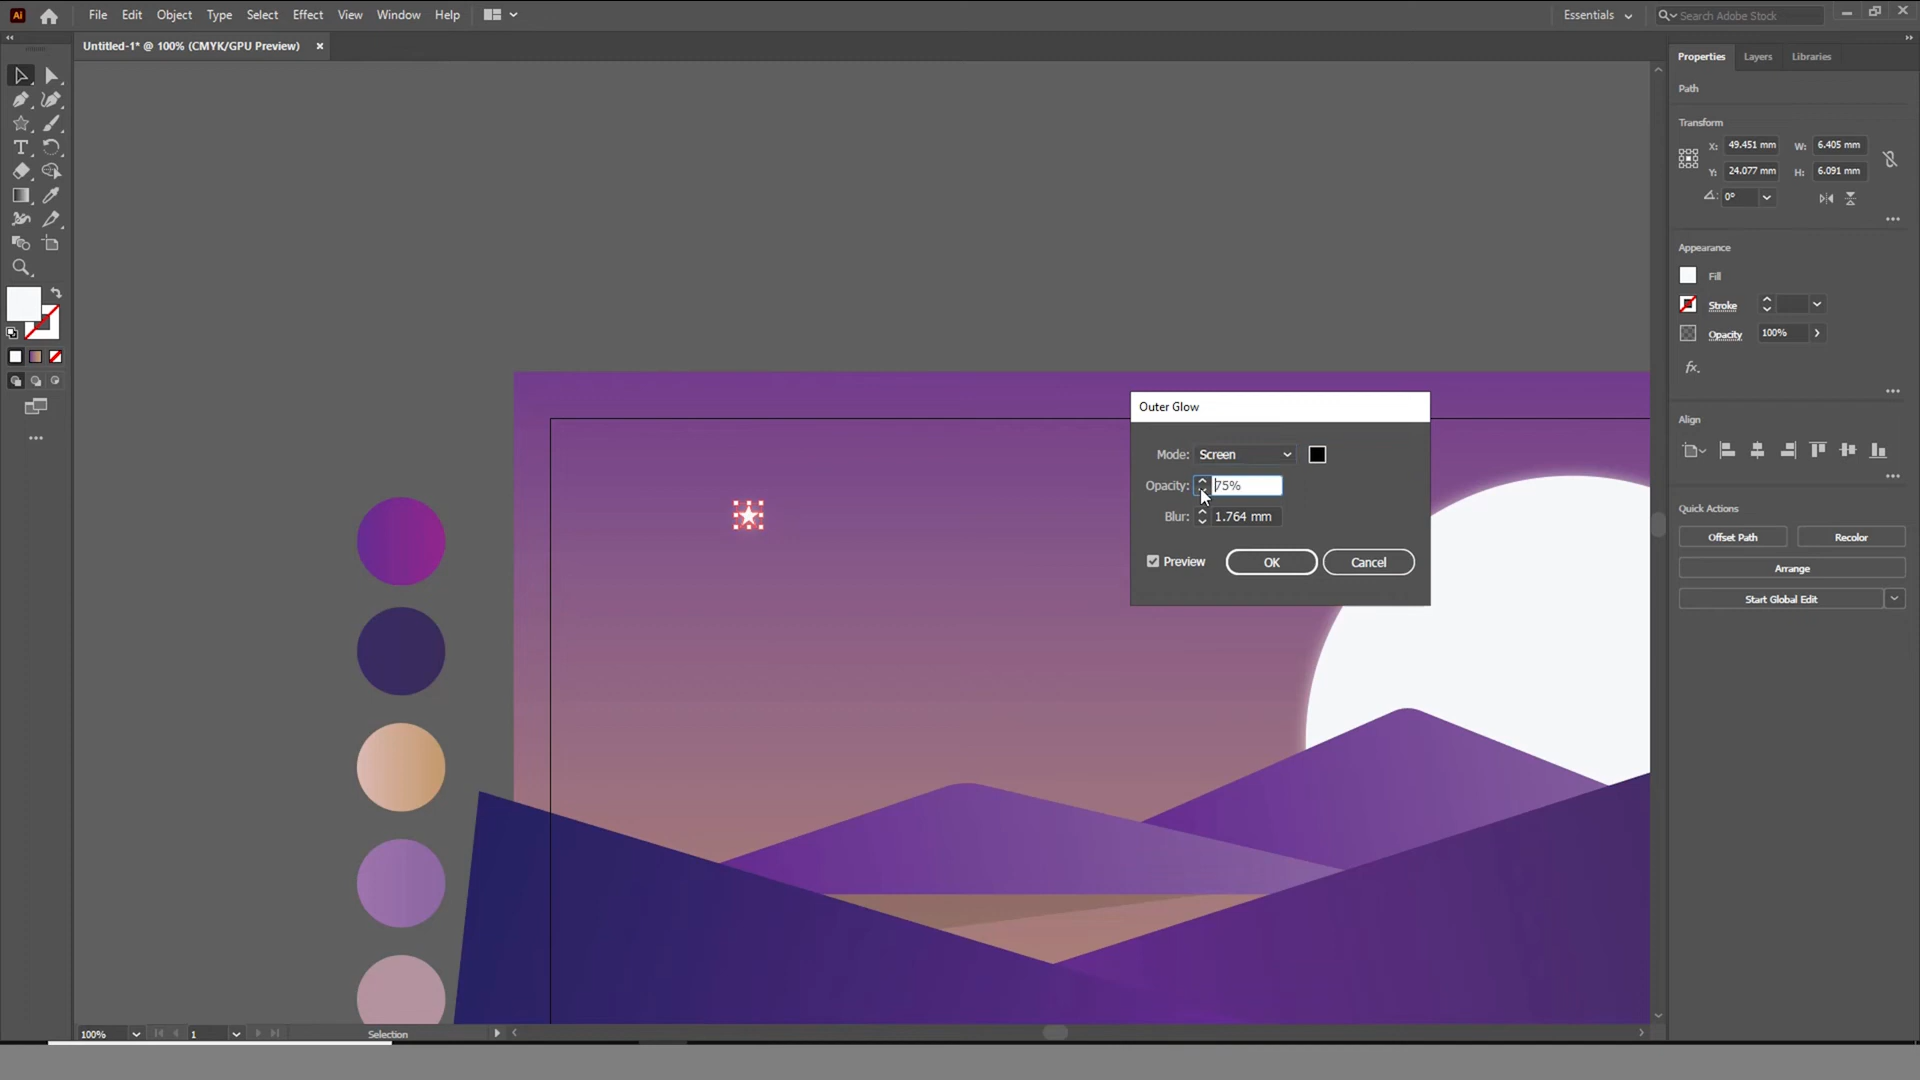 Ai File Edit Object Type Select Effect View Window Help Essentials Search Adobe Stock
Untitled-1* @ 100% (CMYK/GPU Preview) ×
Properties Layers Libraries
Path
Transform
X: 49.451 mm W: 6.405 mm
Y: 24.077 mm H: 6.091 mm
0°
Appearance
Fill
Stroke
Opacity 100%
fx.
Align
Quick Actions
Offset Path Recolor
Arrange
Start Global Edit
Outer Glow
Mode: Screen
Opacity: 75%
Blur: 1.764 mm
Preview OK Cancel
100% 1 Selection